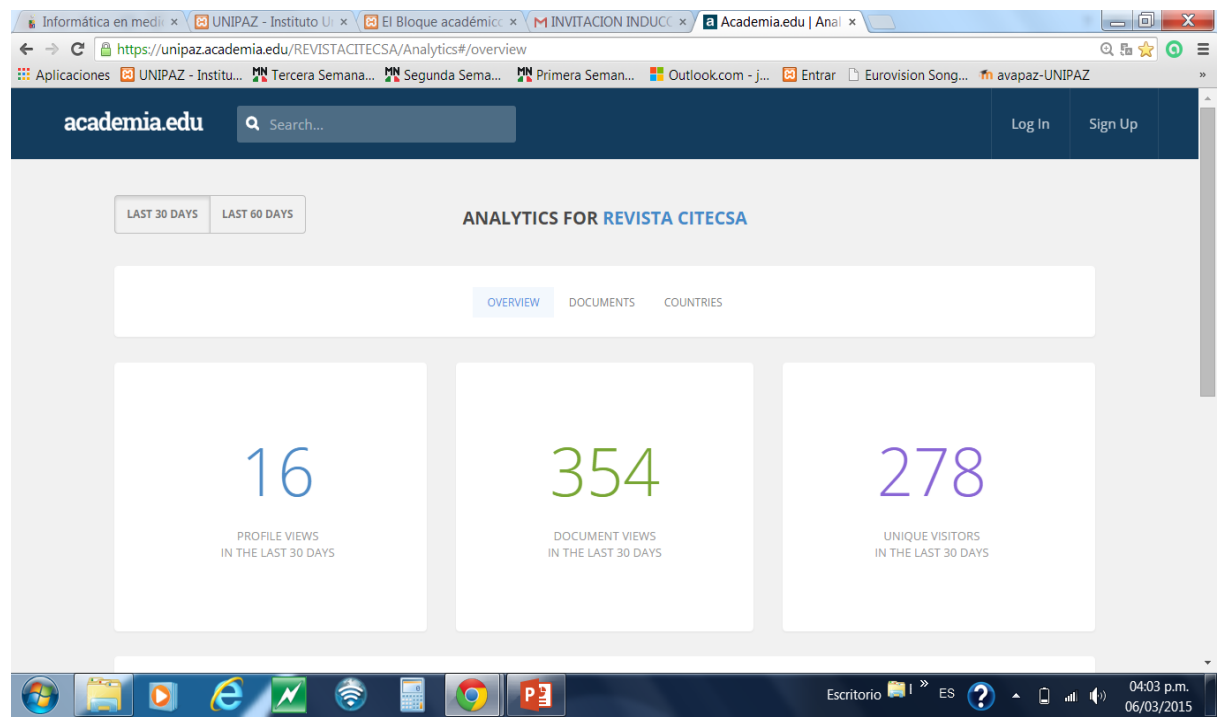 Informática en medi
UNIPAZ - Instituto U
El Bloque académico
INVITACION INDUCC
Academia.edu | Anal
https://unipaz.academia.edu/REVISTACITECSA/Analytics#/overview
Aplicaciones UNIPAZ - Institu... Tercera Semana... Segunda Sema... Primera Seman... Outlook.com - j... Entrar Eurovision Song... avapaz-UNIPAZ »
academia.edu Search... Log In Sign Up
LAST 30 DAYS LAST 60 DAYS
ANALYTICS FOR REVISTA CITECSA
OVERVIEW DOCUMENTS COUNTRIES
16
PROFILE VIEWS
IN THE LAST 30 DAYS
354
DOCUMENT VIEWS
IN THE LAST 30 DAYS
278
UNIQUE VISITORS
IN THE LAST 30 DAYS
Escritorio » ES
04:03 p.m.
06/03/2015